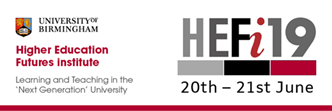 UNIVERSITY OF
BIRMINGHAM
Higher Education
Futures Institute
Learning and Teaching in the
'Next Generation' University
HEFi19
20th – 21st June